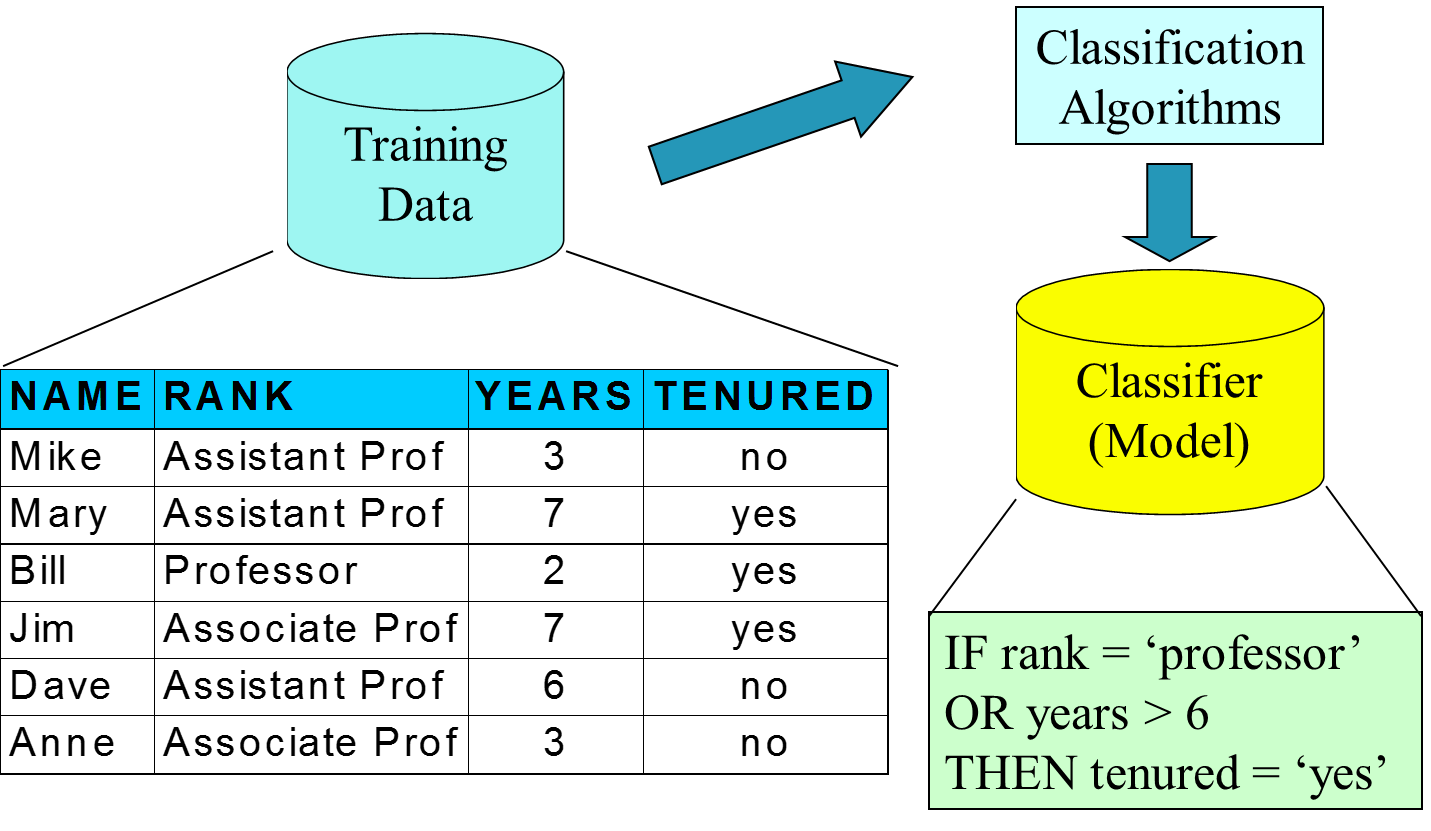 Training
Data
Classification
Algorithms
Classifier
(Model)
NAME RANK YEARS TENURED
Mike Assistant Prof 3 no
Mary Assistant Prof 7 yes
Bill Professor 2 yes
Jim Associate Prof 7 yes
Dave Assistant Prof 6 no
Anne Associate Prof 3 no
IF rank = ‘professor’
OR years > 6
THEN tenured = ‘yes’